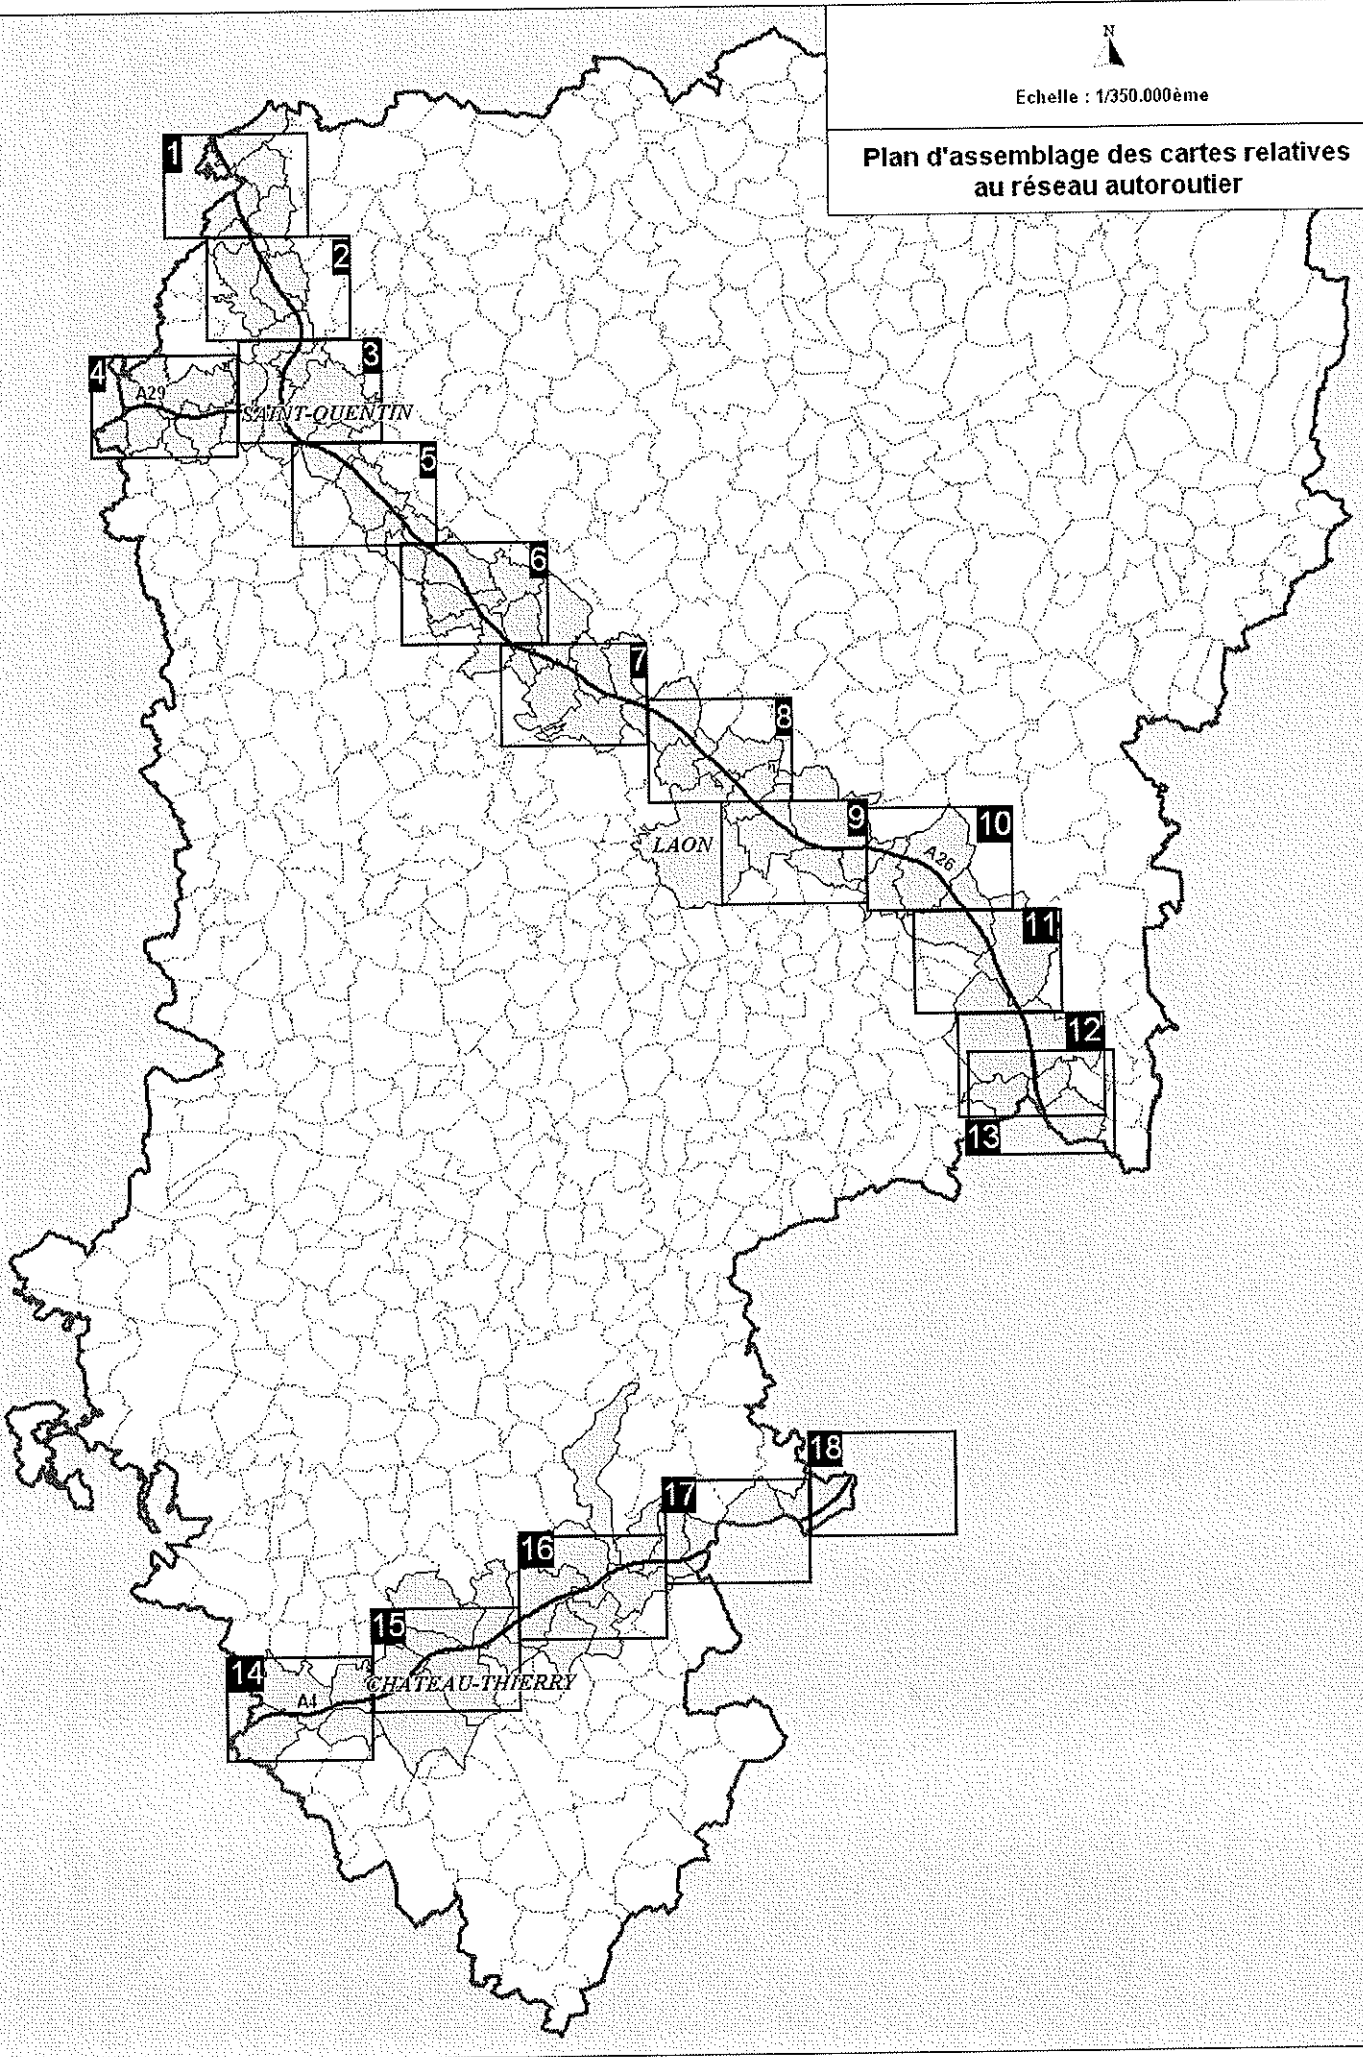 N
Echelle : 1/350.000ème
Plan d'assemblage des cartes relatives
au réseau autoroutier
1
2
3
4
A29
SAINT-QUENTIN
5
6
7
8
9
10
LAON
A26
11
12
13
18
17
16
15
14
CHATEAU-THIERRY
A4